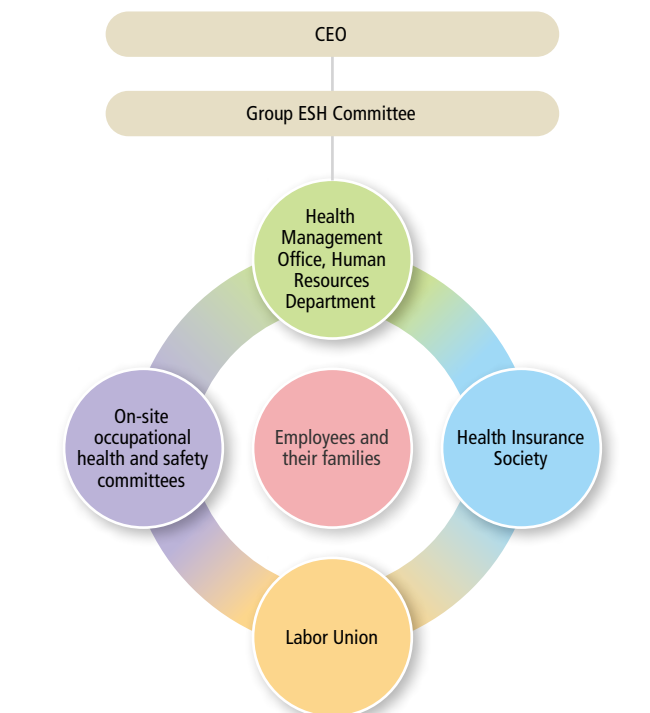 CEO
Group ESH Committee
Health
Management
Office, Human
Resources
Department
On-site
occupational
health and safety
committees
Employees and
their families
Health Insurance
Society
Labor Union